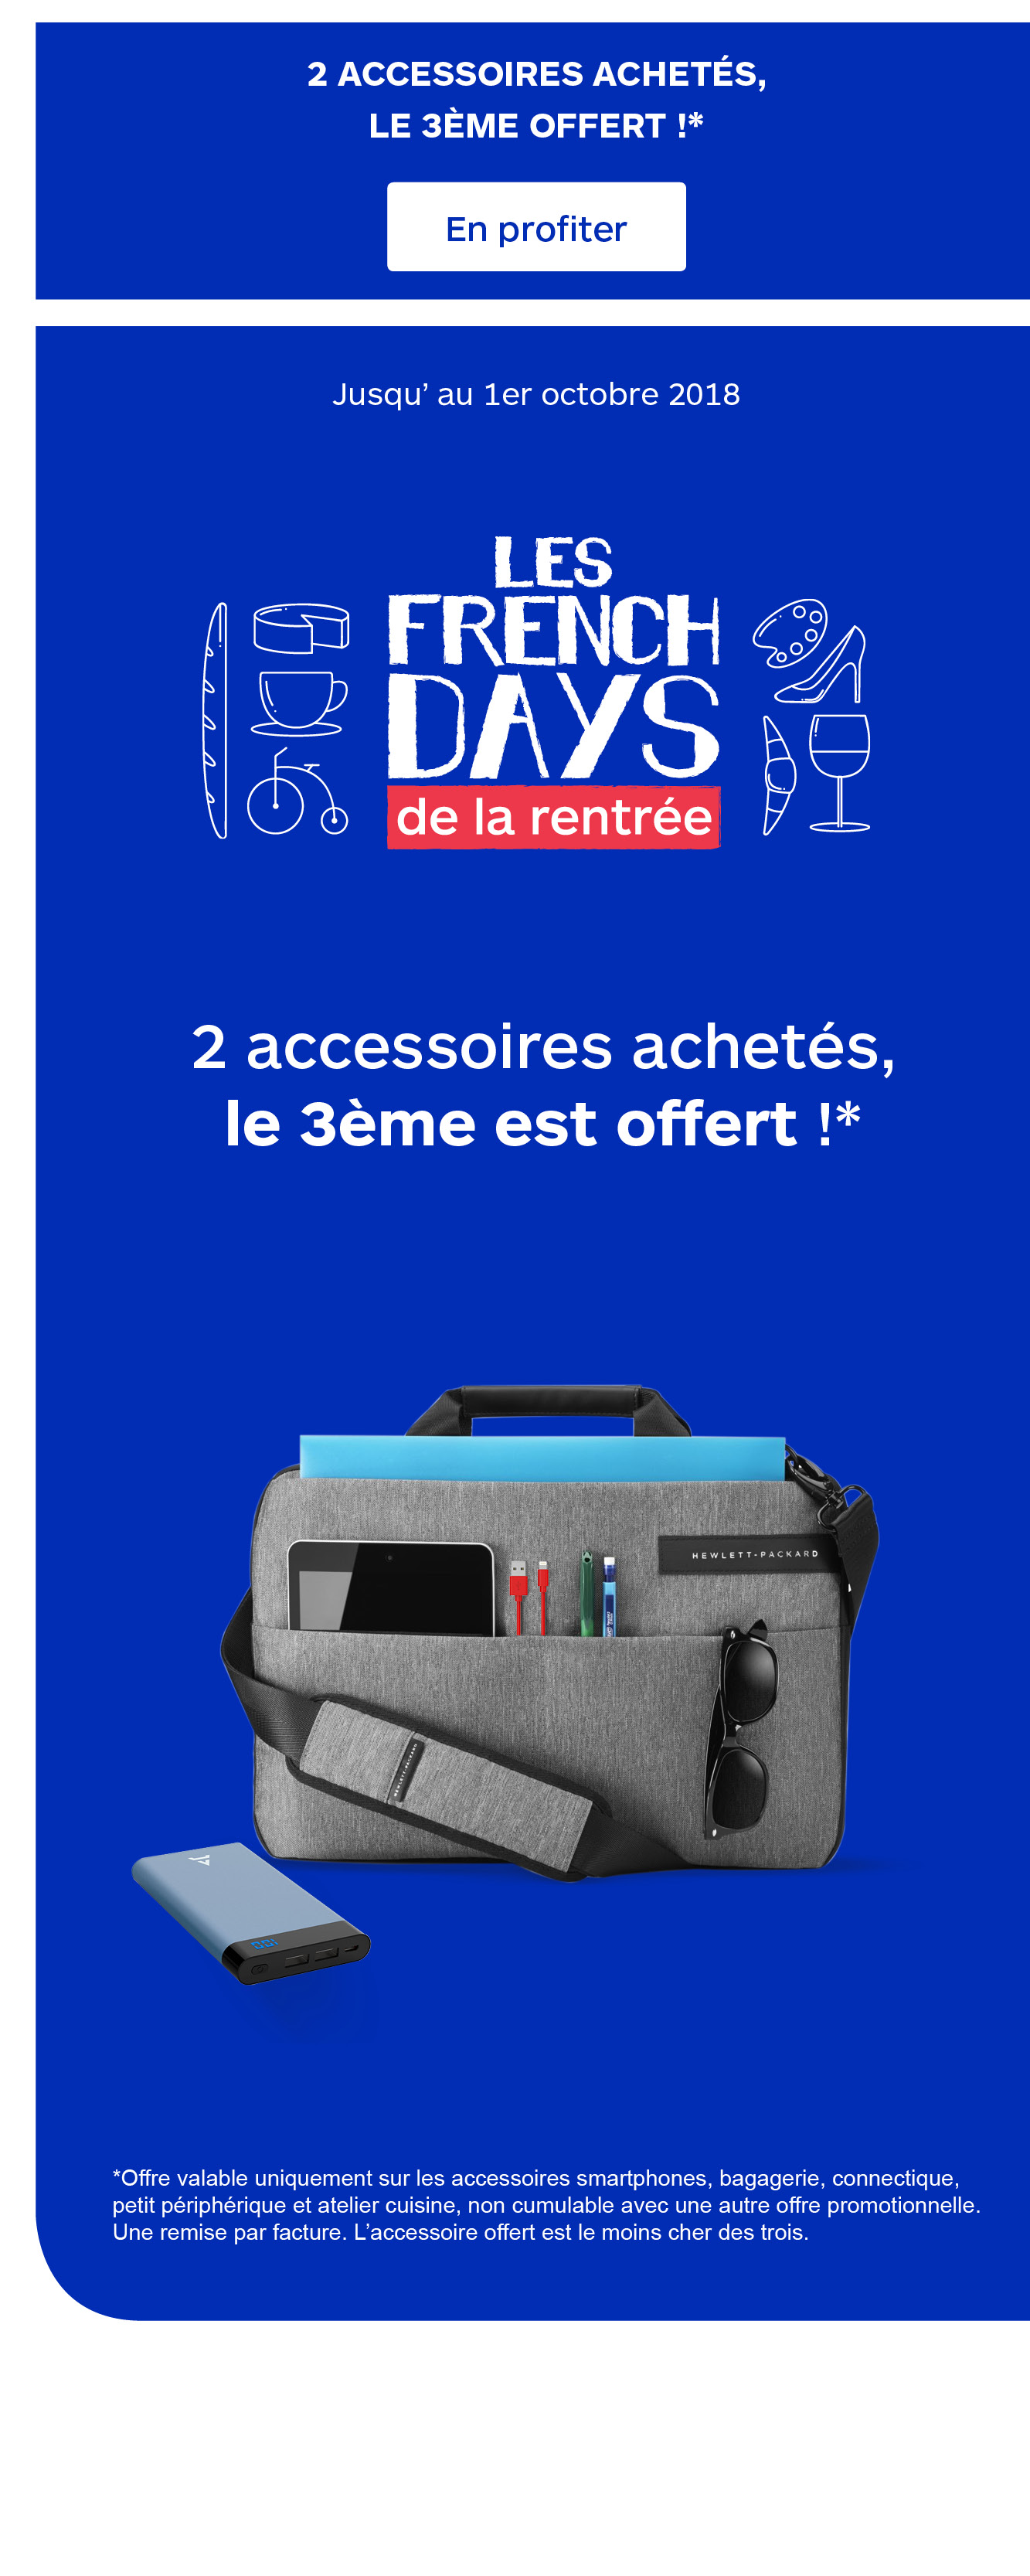 2 ACCESSOIRES ACHETÉS,
LE 3ÈME OFFERT !*
En profiter
Jusqu’ au 1er octobre 2018
LES
FRENCH
DAYS
de la rentrée
2 accessoires achetés,
le 3ème est offert !*
HEWLETT-PACKARD
HEWLETT-PACKARD
001
*Offre valable uniquement sur les accessoires smartphones, bagagerie, connectique,
petit périphérique et atelier cuisine, non cumulable avec une autre offre promotionnelle.
Une remise par facture. L’accessoire offert est le moins cher des trois.